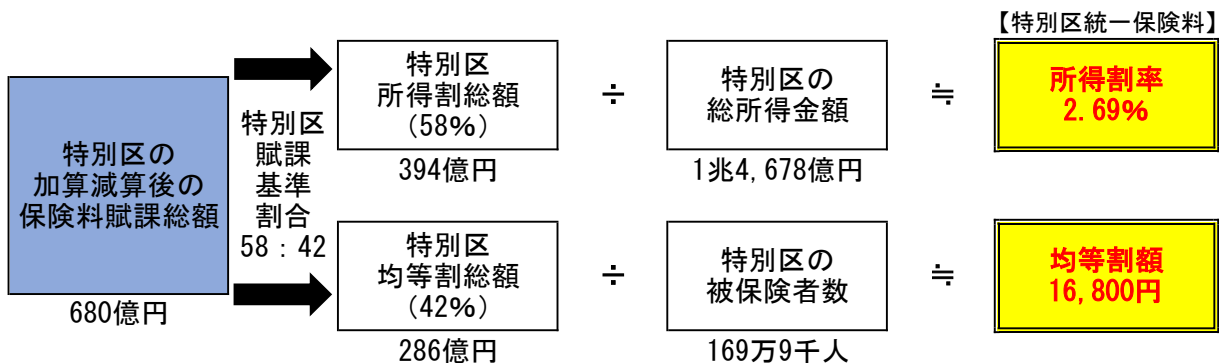 【特別区統一保険料】
特別区の
加算減算後の
保険料賦課総額
680億円
特別区
賦課
基準
割合
58：42
特別区
所得割総額
（58%）
394億円
÷
特別区の
総所得金額
1兆4,678億円
≒
所得割率
2.69%
特別区
均等割総額
（42%）
286億円
÷
特別区の
被保険者数
169万9千人
≒
均等割額
16,800円